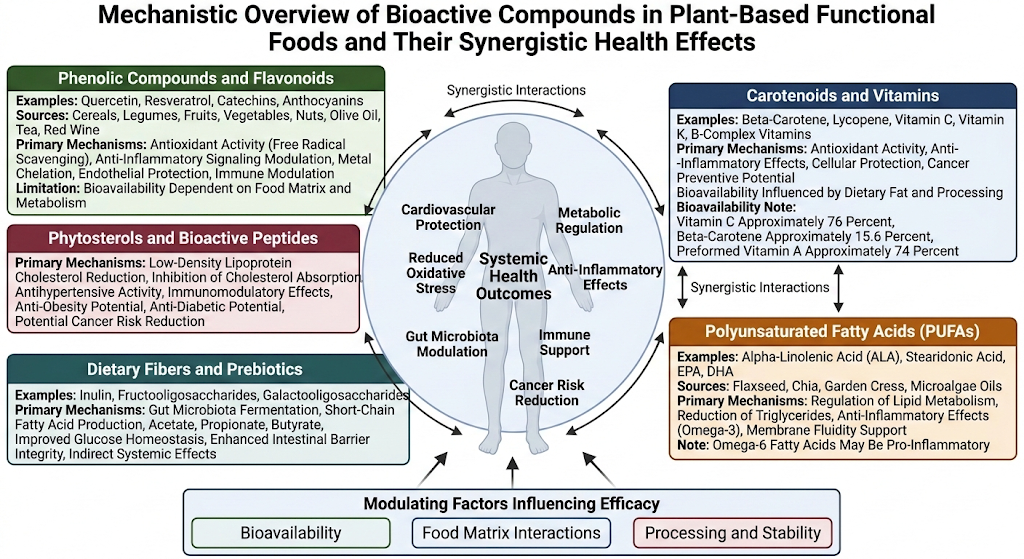 Mechanistic Overview of Bioactive Compounds in Plant-Based Functional
Foods and Their Synergistic Health Effects
Phenolic Compounds and Flavonoids
Examples: Quercetin, Resveratrol, Catechins, Anthocyanins
Sources: Cereals, Legumes, Fruits, Vegetables, Nuts, Olive Oil,
Tea, Red Wine
Primary Mechanisms: Antioxidant Activity (Free Radical
Scavenging), Anti-Inflammatory Signaling Modulation, Metal
Chelation, Endothelial Protection, Immune Modulation
Limitation: Bioavailability Dependent on Food Matrix and
Metabolism
Phytosterols and Bioactive Peptides
Primary Mechanisms: Low-Density Lipoprotein
Cholesterol Reduction, Inhibition of Cholesterol Absorption,
Antihypertensive Activity, Immunomodulatory Effects,
Anti-Obesity Potential, Anti-Diabetic Potential,
Potential Cancer Risk Reduction
Dietary Fibers and Prebiotics
Examples: Inulin, Fructooligosaccharides, Galactooligosaccharides
Primary Mechanisms: Gut Microbiota Fermentation, Short-Chain
Fatty Acid Production, Acetate, Propionate, Butyrate,
Improved Glucose Homeostasis, Enhanced Intestinal Barrier
Integrity, Indirect Systemic Effects
Synergistic Interactions
Cardiovascular
Protection
Metabolic
Regulation
Reduced
Oxidative
Stress
Systemic
Health
Outcomes
Anti-Inflammatory
Effects
Gut Microbiota
Modulation
Immune
Support
Cancer Risk
Reduction
Carotenoids and Vitamins
Examples: Beta-Carotene, Lycopene, Vitamin C, Vitamin
K, B-Complex Vitamins
Primary Mechanisms: Antioxidant Activity, Anti-
-Inflammatory Effects, Cellular Protection, Cancer
Preventive Potential
Bioavailability Influenced by Dietary Fat and Processing
Bioavailability Note:
Vitamin C Approximately 76 Percent,
Beta-Carotene Approximately 15.6 Percent,
Preformed Vitamin A Approximately 74 Percent
Synergistic Interactions
Polyunsaturated Fatty Acids (PUFAs)
Examples: Alpha-Linolenic Acid (ALA), Stearidonic Acid,
EPA, DHA
Sources: Flaxseed, Chia, Garden Cress, Microalgae Oils
Primary Mechanisms: Regulation of Lipid Metabolism,
Reduction of Triglycerides, Anti-Inflammatory Effects
(Omega-3), Membrane Fluidity Support
Note: Omega-6 Fatty Acids May Be Pro-Inflammatory
Modulating Factors Influencing Efficacy
Bioavailability
Food Matrix Interactions
Processing and Stability